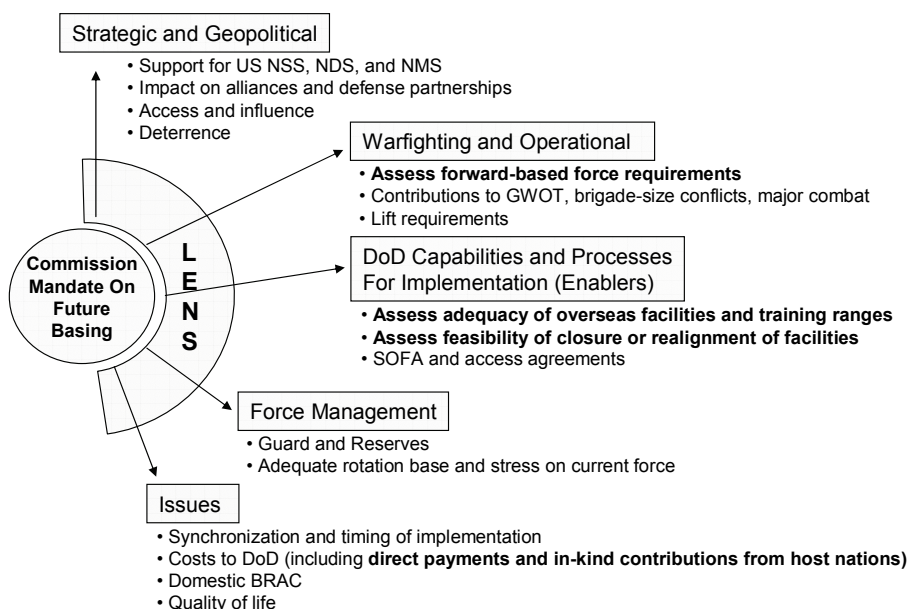 Strategic and Geopolitical
• Support for US NSS, NDS, and NMS
• Impact on alliances and defense partnerships
• Access and influence
• Deterrence
Warfighting and Operational
• Assess forward-based force requirements
• Contributions to GWOT, brigade-size conflicts, major combat
• Lift requirements
Commission
Mandate On
Future
Basing
L
E
N
S
DoD Capabilities and Processes
For Implementation (Enablers)
• Assess adequacy of overseas facilities and training ranges
• Assess feasibility of closure or realignment of facilities
• SOFA and access agreements
Force Management
• Guard and Reserves
• Adequate rotation base and stress on current force
Issues
• Synchronization and timing of implementation
• Costs to DoD (including direct payments and in-kind contributions from host nations)
• Domestic BRAC
• Quality of life